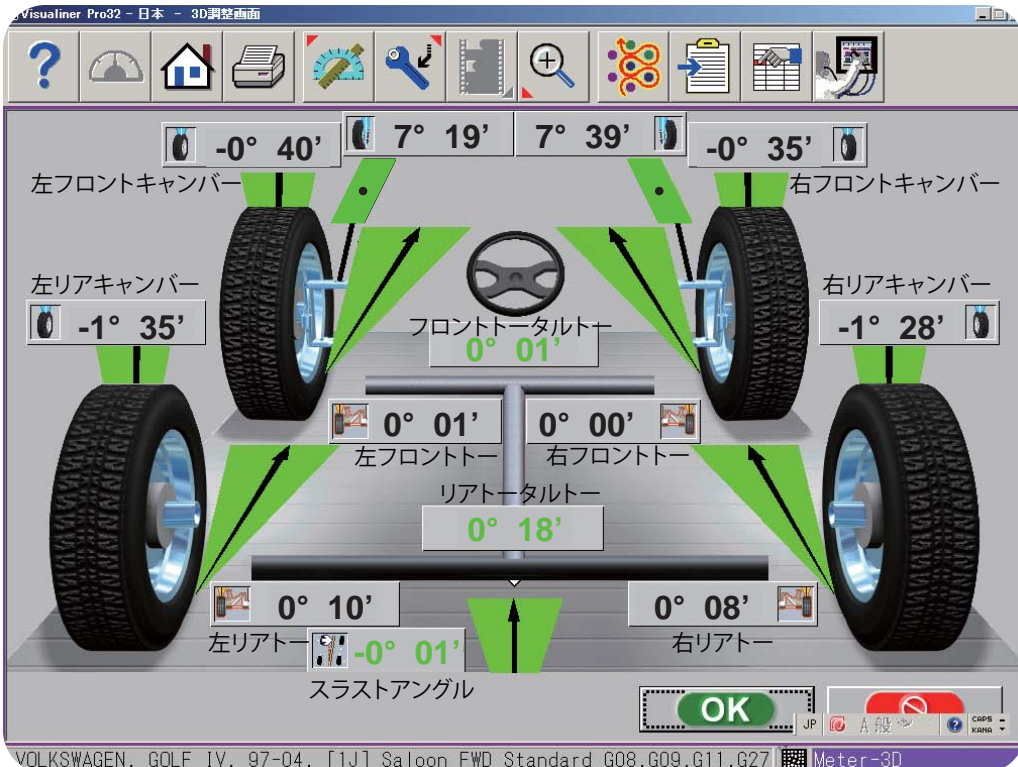 Visualiner Pro32 - 日本 - 3D調整画面
-0° 40'
7° 19'
7° 39'
-0° 35'
左フロントキャンバー
右フロントキャンバー
左リアキャンバー
右リアキャンバー
-1° 35'
-1° 28'
フロントトータルトー
0° 01'
0° 01'
0° 00'
左フロントトー
右フロントトー
リアトータルトー
0° 18'
0° 10'
0° 08'
左リアトー
右リアトー
-0° 01'
スラストアングル
OK
JP A 般 CAPS
KANA
VOLKSWAGEN, GOLF IV, 97-04, [1J] Saloon FWD Standard G08,G09,G11,G27 Meter-3D